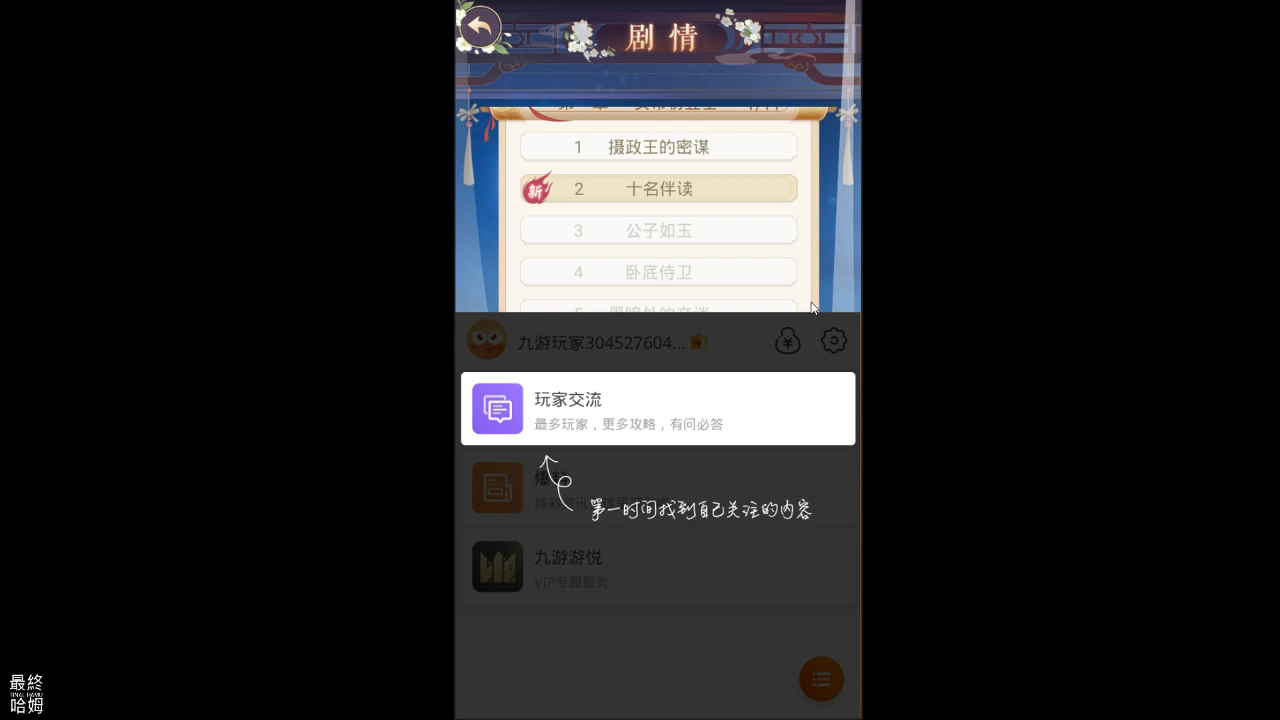 剧情
1 摄政王的密谋
新 2 十名伴读
3 公子如玉
4 卧底侍卫
九游玩家304527604...
玩家交流
最多玩家，更多攻略，有问必答
第一时间找到自己关注的内容
九游游悦
VIP专属服务
最終
哈姆